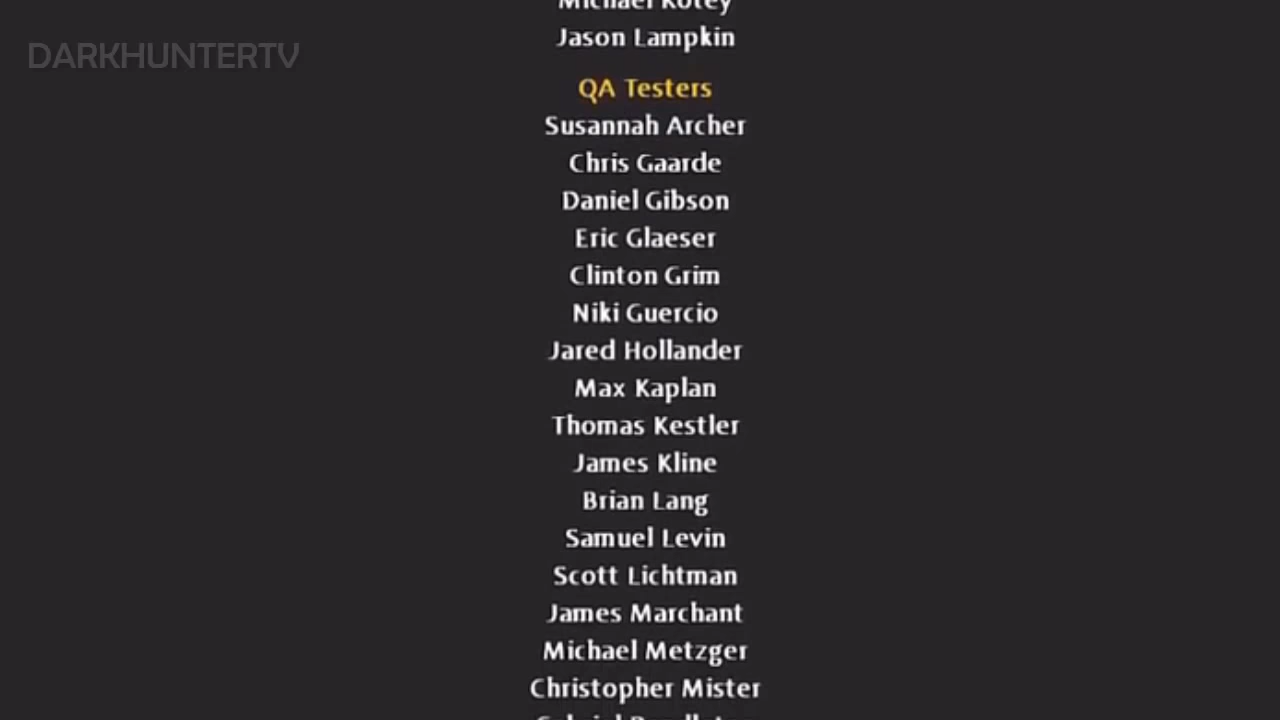 Jason Lampkin
DARKHUNTERTV
QA Testers
Susannah Archer
Chris Gaarde
Daniel Gibson
Eric Glaeser
Clinton Grim
Niki Guercio
Jared Hollander
Max Kaplan
Thomas Kestler
James Kline
Brian Lang
Samuel Levin
Scott Lichtman
James Marchant
Michael Metzger
Christopher Mister